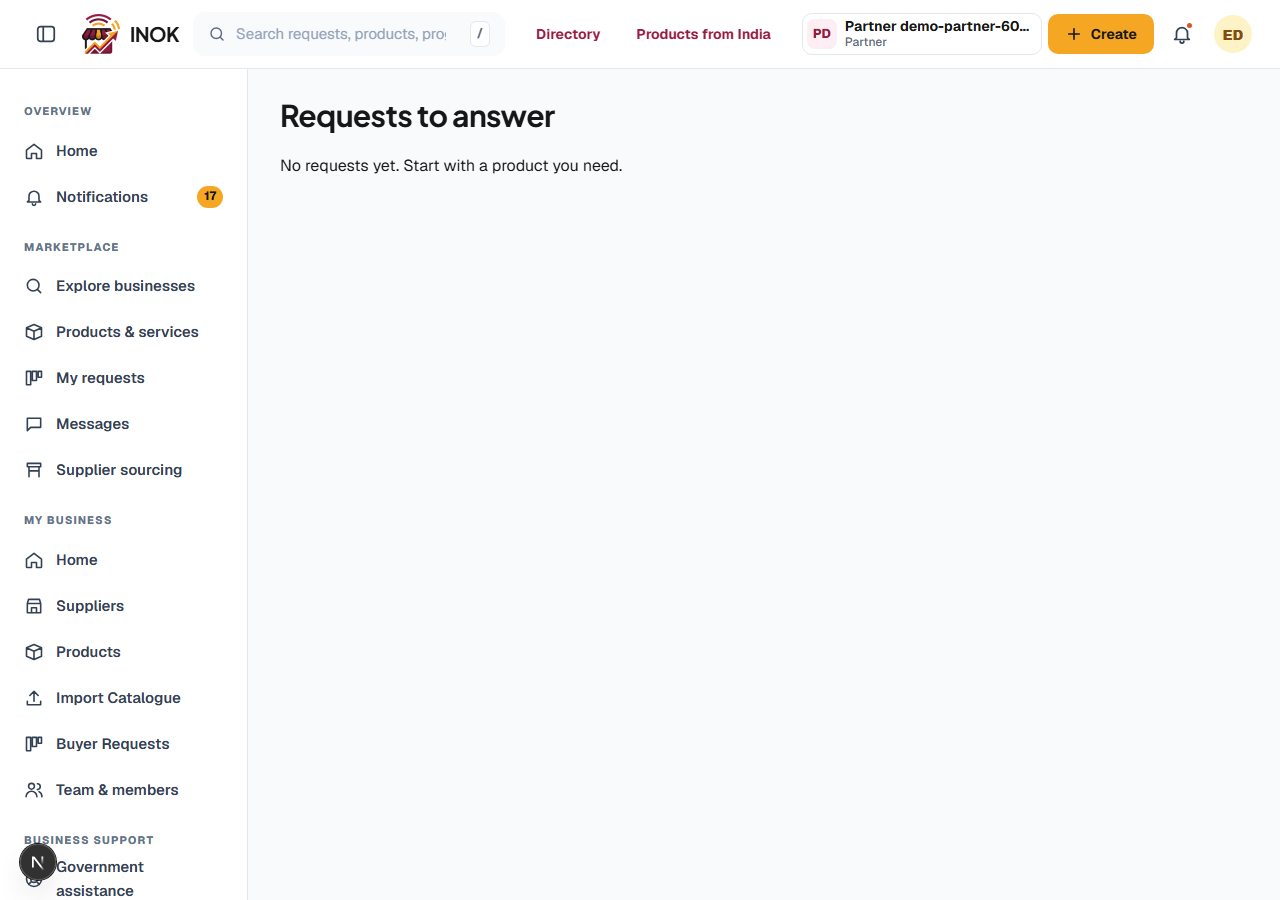 INOK
Search requests, products, pro
/
Directory
Products from India
PD
Partner demo-partner-60...
Partner
+ Create
ED
OVERVIEW
Home
Notifications
17
MARKETPLACE
Explore businesses
Products & services
My requests
Messages
Supplier sourcing
MY BUSINESS
Home
Suppliers
Products
Import Catalogue
Buyer Requests
Team & members
BUSINESS SUPPORT
N
Government
assistance
Requests to answer
No requests yet. Start with a product you need.